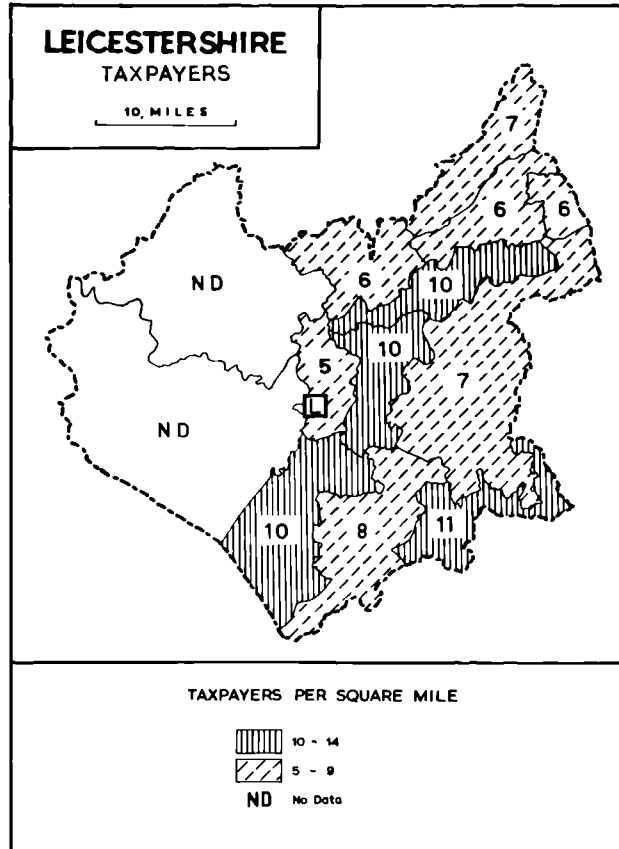 LEICESTERSHIRE
TAXPAYERS
10, MILES
7
6
6
ND
6
10
10
5
7
L
ND
10
8
11
TAXPAYERS PER SQUARE MILE
10 - 14
5 - 9
ND No Data